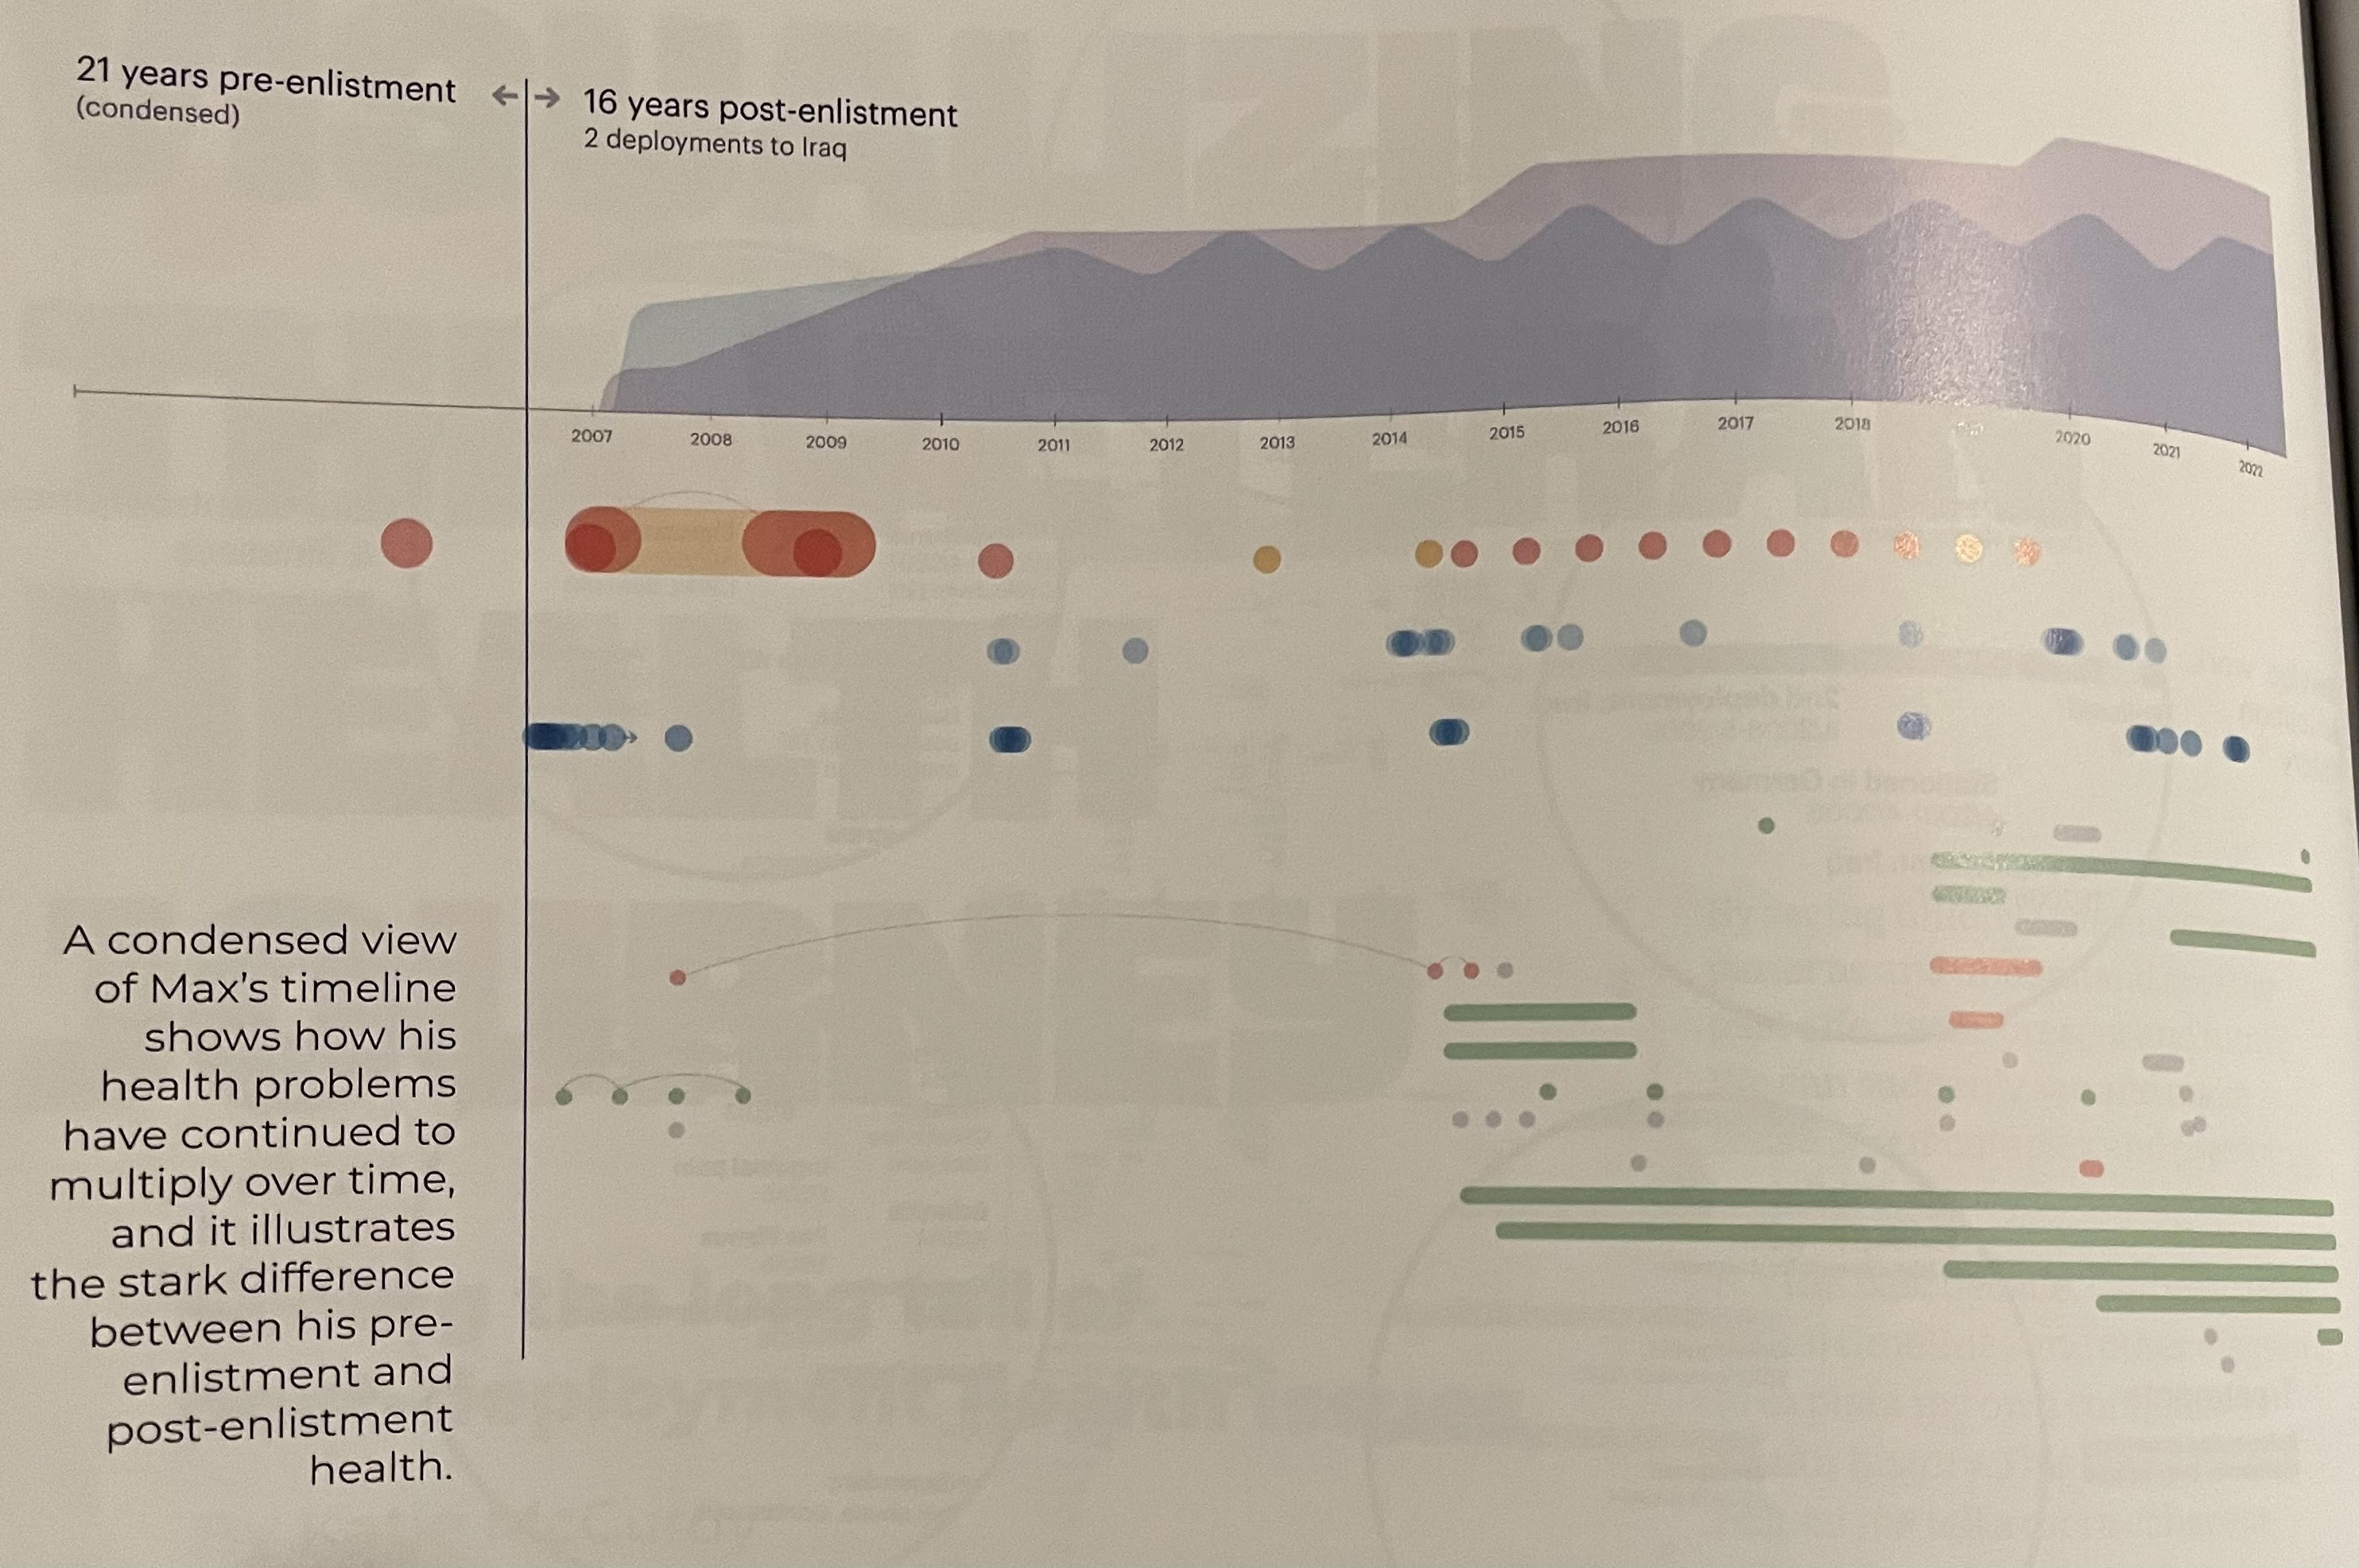 21 years pre-enlistment
(condensed)
16 years post-enlistment
2 deployments to Iraq
2007
2008
2009
2010
2011
2012
2013
2014
2015
2016
2017
2018
2020
2021
2022
A condensed view
of Max's timeline
shows how his
health problems
have continued to
multiply over time,
and it illustrates
the stark difference
between his pre-
enlistment and
post-enlistment
health.